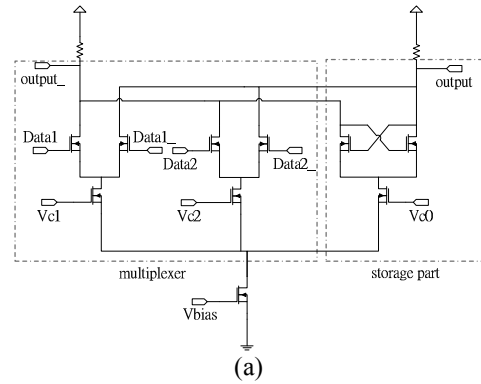 output_
output
Data1
Data1_
Data2
Data2_
Vc1
Vc2
Vc0
multiplexer
storage part
Vbias
(a)